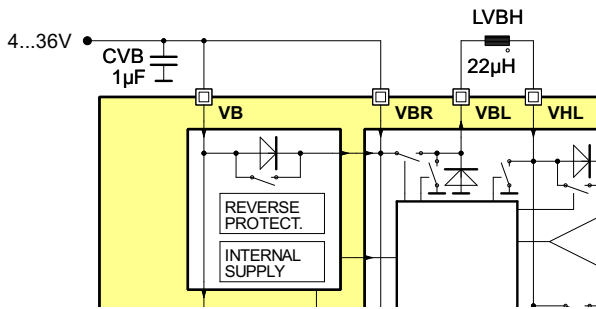 LVBH
4...36V
CVB
1µF
22µH
VB
VBR
VBL
VHL
REVERSE
PROTECT.
INTERNAL
SUPPLY